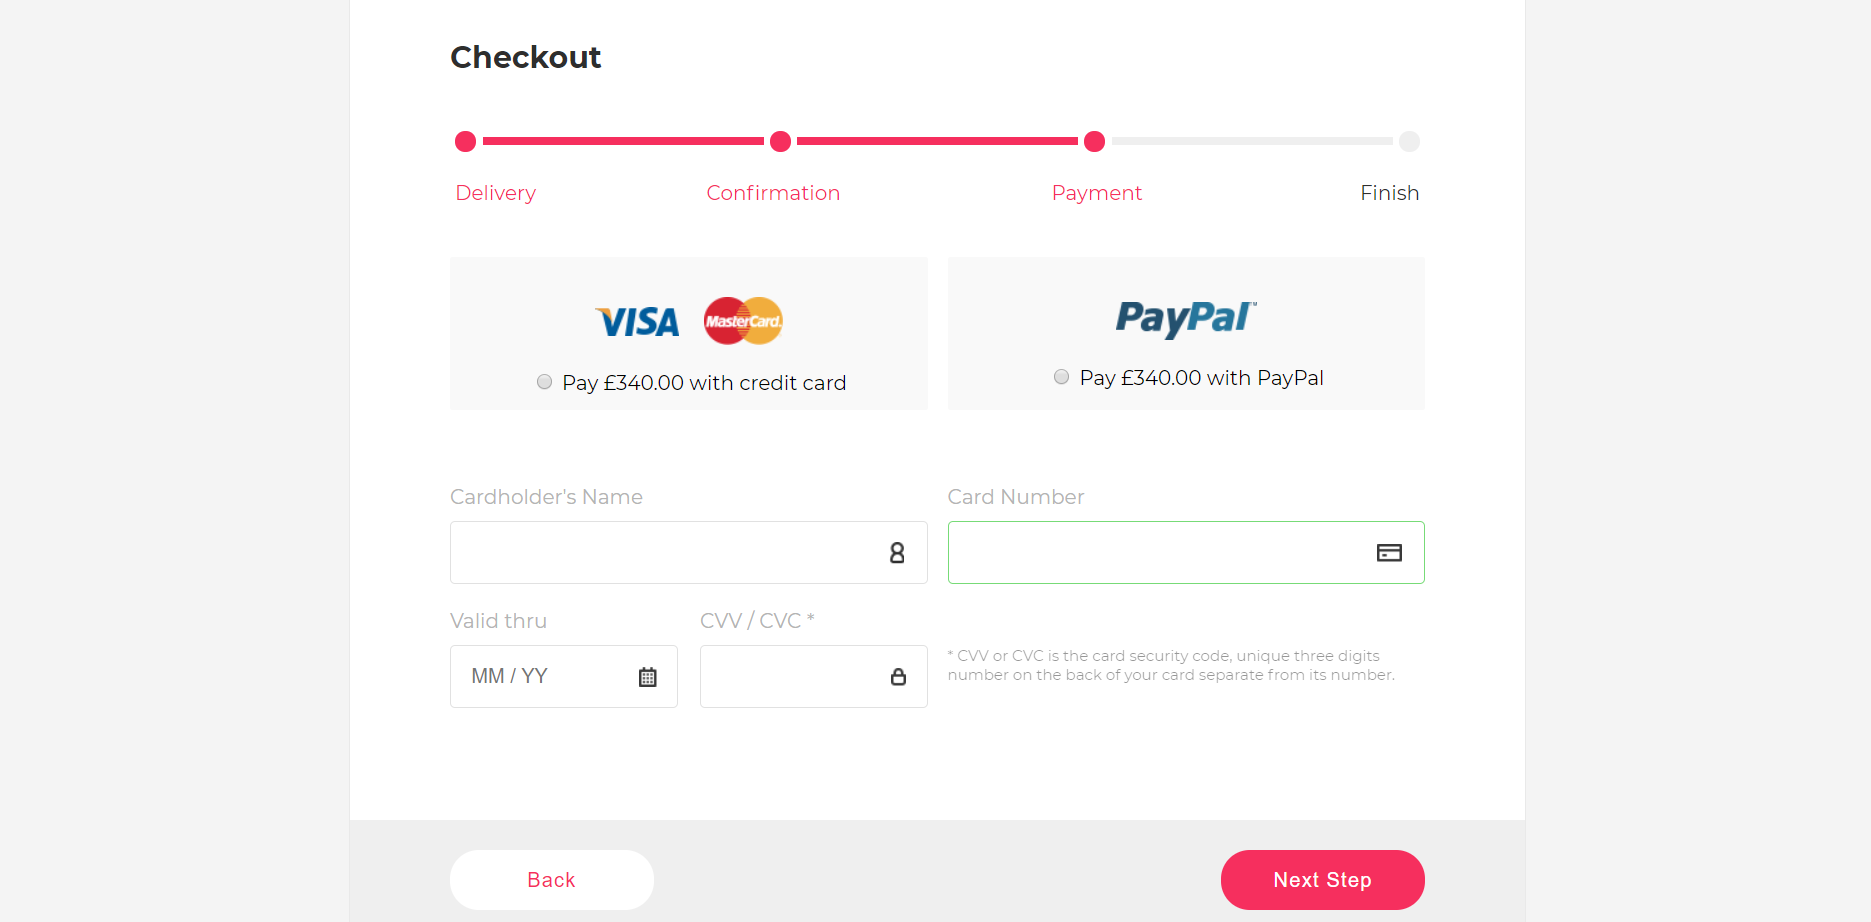 Checkout
Delivery
Confirmation
Payment
Finish
VISA
MasterCard
Pay £340.00 with credit card
PayPal™
Pay £340.00 with PayPal
Cardholder's Name
Card Number
Valid thru
CVV / CVC *
MM / YY
* CVV or CVC is the card security code, unique three digits
number on the back of your card separate from its number.
Back
Next Step